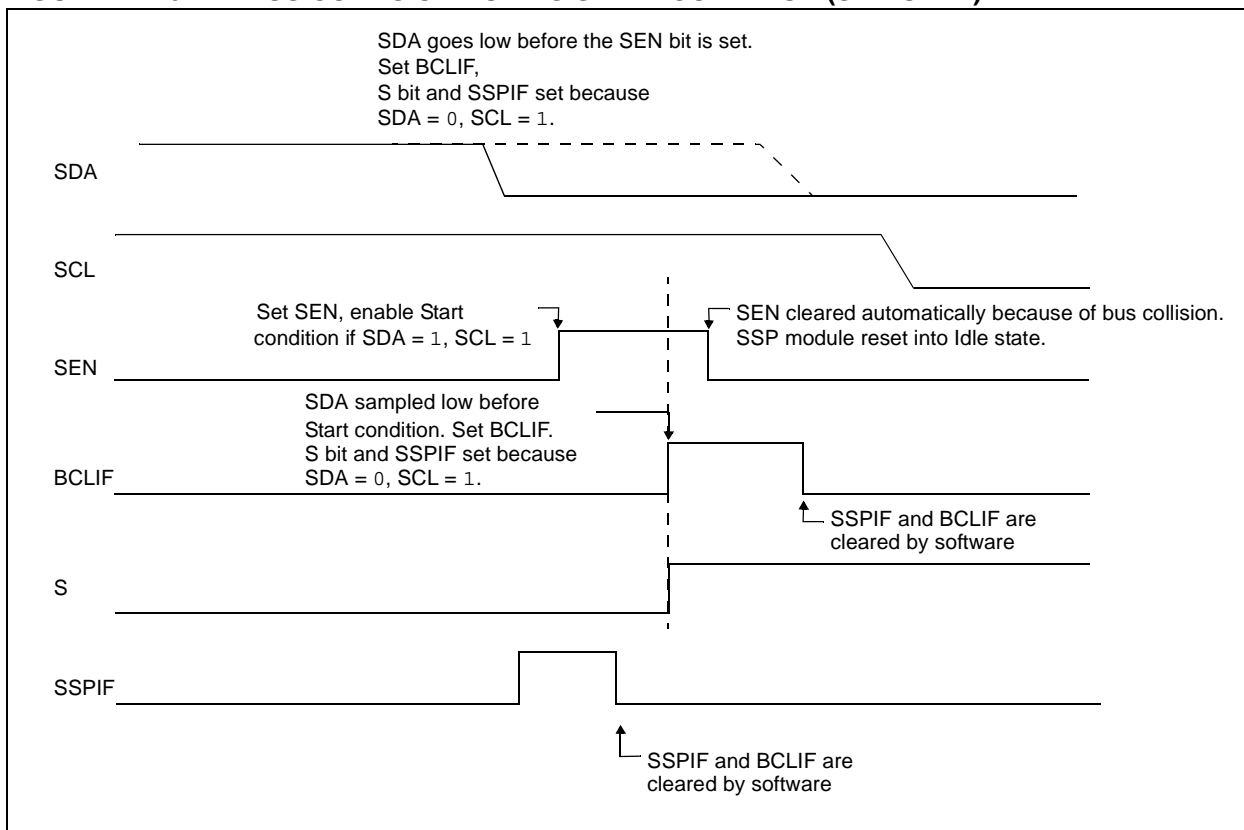 SDA goes low before the SEN bit is set.
Set BCLIF,
S bit and SSPIF set because
SDA = 0, SCL = 1.
SDA
SCL
Set SEN, enable Start
condition if SDA = 1, SCL = 1
SEN cleared automatically because of bus collision.
SSP module reset into Idle state.
SEN
SDA sampled low before
Start condition. Set BCLIF.
S bit and SSPIF set because
SDA = 0, SCL = 1.
BCLIF
SSPIF and BCLIF are
cleared by software
S
SSPIF
SSPIF and BCLIF are
cleared by software